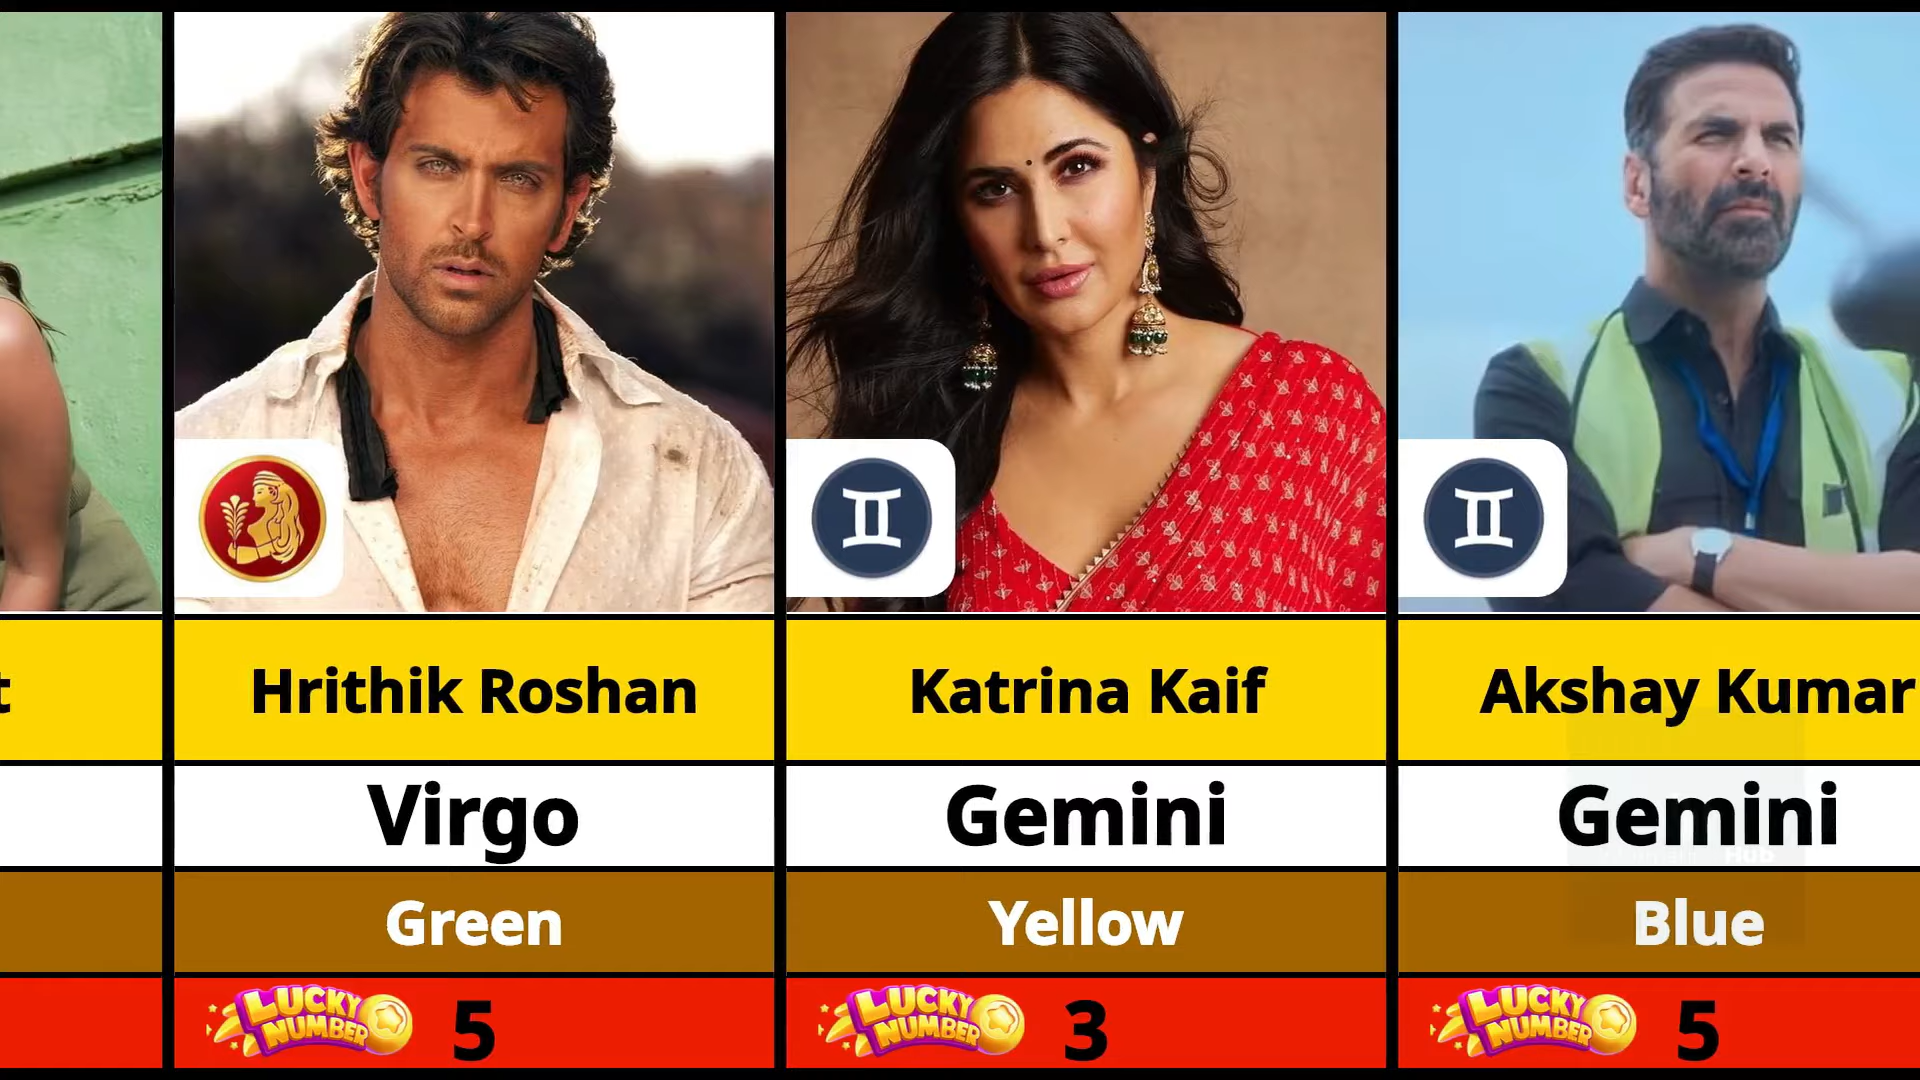 t
Hrithik Roshan
Katrina Kaif
Akshay Kumar
Virgo
Gemini
Gemini
Green
Yellow
Blue
LUCKY NUMBER 5
LUCKY NUMBER 3
LUCKY NUMBER 5
Hub